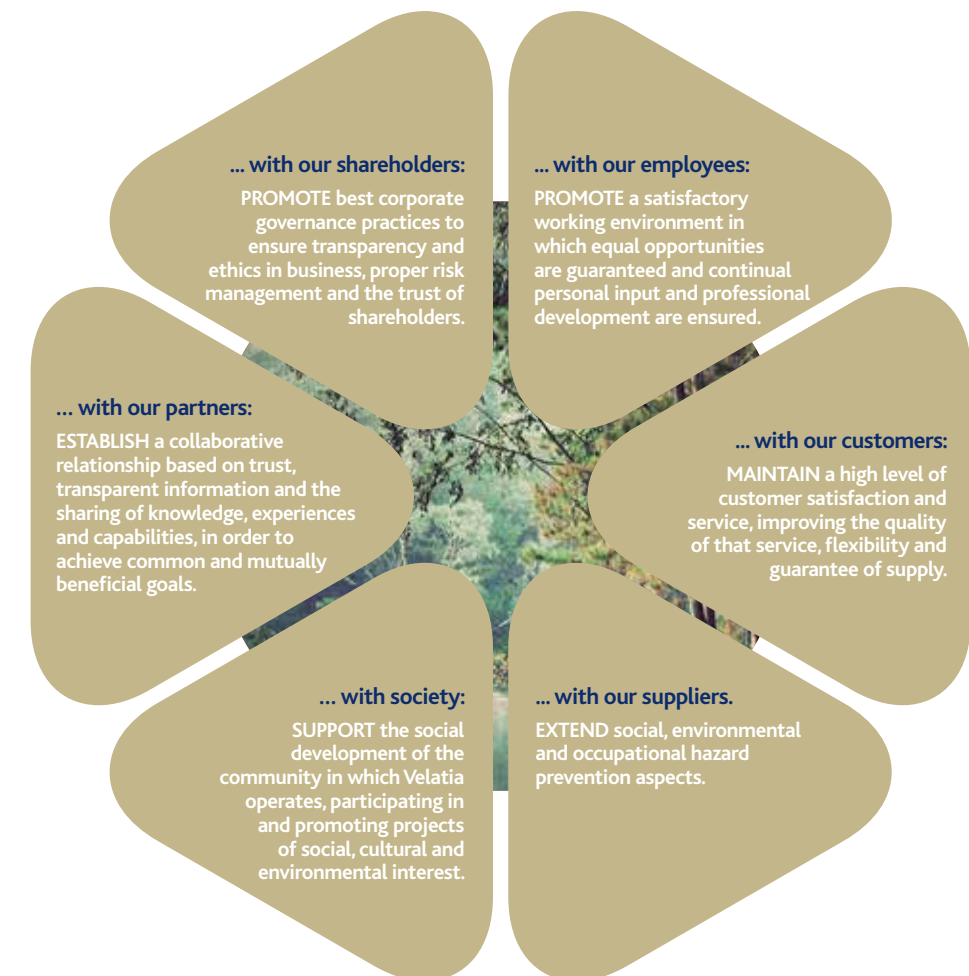 ... with our shareholders:
PROMOTE best corporate
governance practices to
ensure transparency and
ethics in business, proper risk
management and the trust of
shareholders.
... with our employees:
PROMOTE a satisfactory
working environment in
which equal opportunities
are guaranteed and continual
personal input and professional
development are ensured.
... with our partners:
ESTABLISH a collaborative
relationship based on trust,
transparent information and the
sharing of knowledge, experiences
and capabilities, in order to
achieve common and mutually
beneficial goals.
... with our customers:
MAINTAIN a high level of
customer satisfaction and
service, improving the quality
of that service, flexibility and
guarantee of supply.
... with society:
SUPPORT the social
development of the
community in which Velatia
operates, participating in
and promoting projects
of social, cultural and
environmental interest.
... with our suppliers.
EXTEND social, environmental
and occupational hazard
prevention aspects.